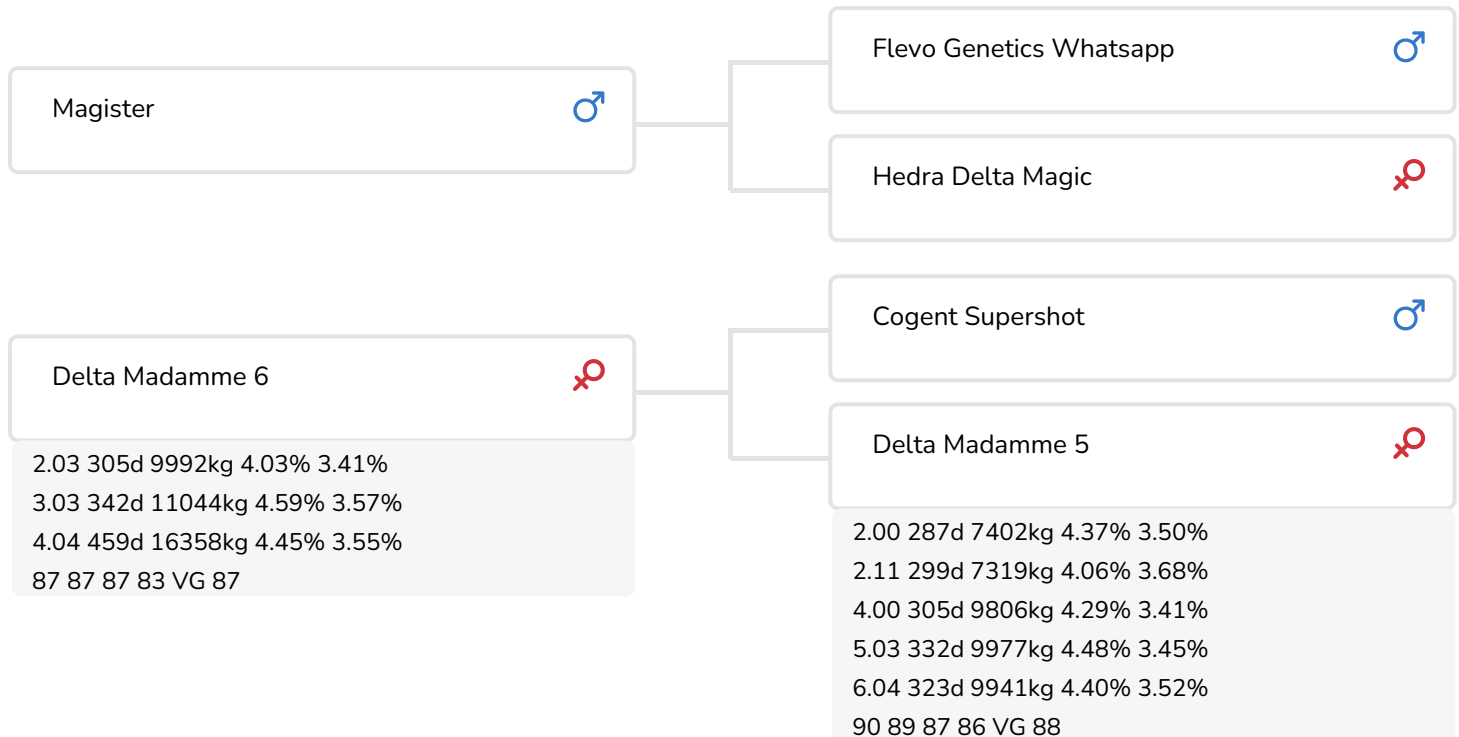 Flevo Genetics Whatsapp
Magister
Hedra Delta Magic
Cogent Supershot
Delta Madamme 6
Delta Madamme 5
2.03 305d 9992kg 4.03% 3.41%
3.03 342d 11044kg 4.59% 3.57%
4.04 459d 16358kg 4.45% 3.55%
87 87 87 83 VG 87
2.00 287d 7402kg 4.37% 3.50%
2.11 299d 7319kg 4.06% 3.68%
4.00 305d 9806kg 4.29% 3.41%
5.03 332d 9977kg 4.48% 3.45%
6.04 323d 9941kg 4.40% 3.52%
90 89 87 86 VG 88